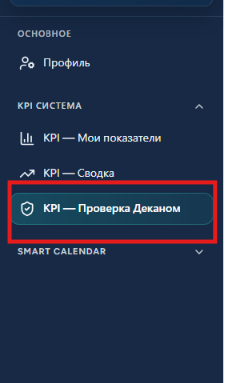 ОСНОВНОЕ
Профиль
KPI СИСТЕМА
KPI — Мои показатели
KPI — Сводка
KPI — Проверка Деканом
SMART CALENDAR